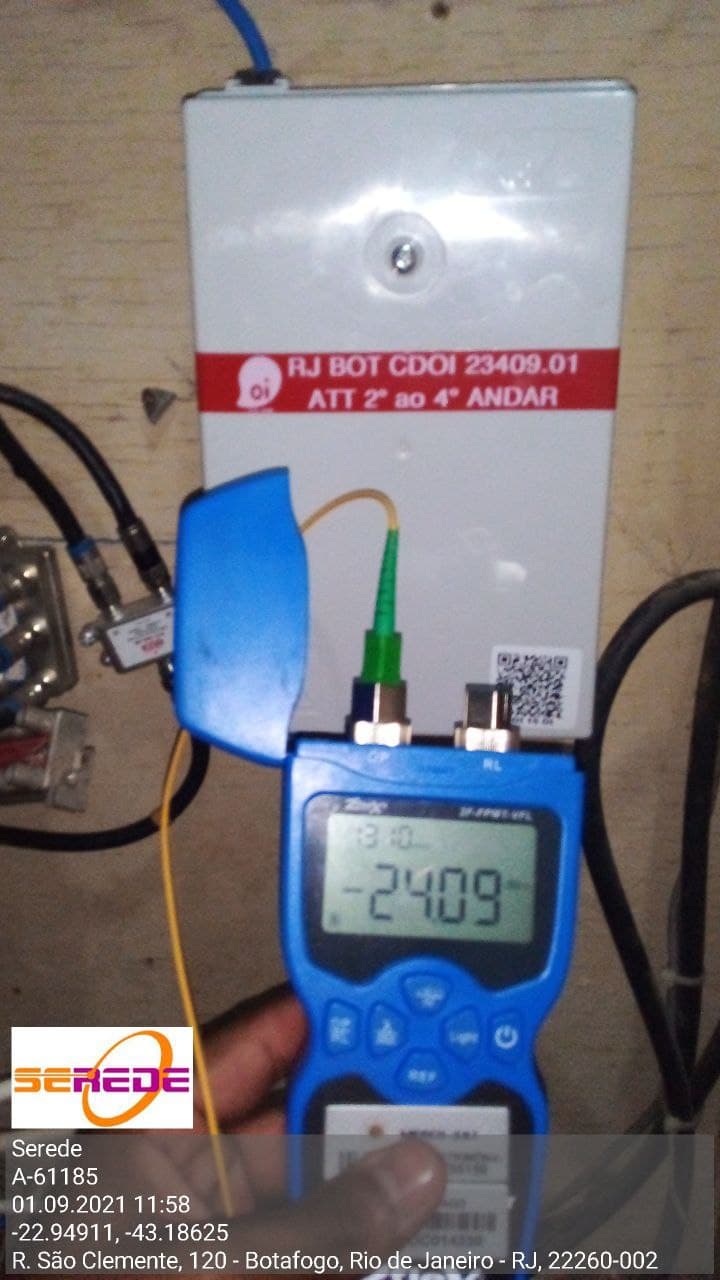 RJ BOT CDOI 23409.01
oi
ATT 2° ao 4° ANDAR
OP
RL
1310
-24.09
Light
REF
SEREDE
Serede
A-61185
01.09.2021 11:58
-22.94911, -43.18625
R. São Clemente, 120 - Botafogo, Rio de Janeiro - RJ, 22260-002